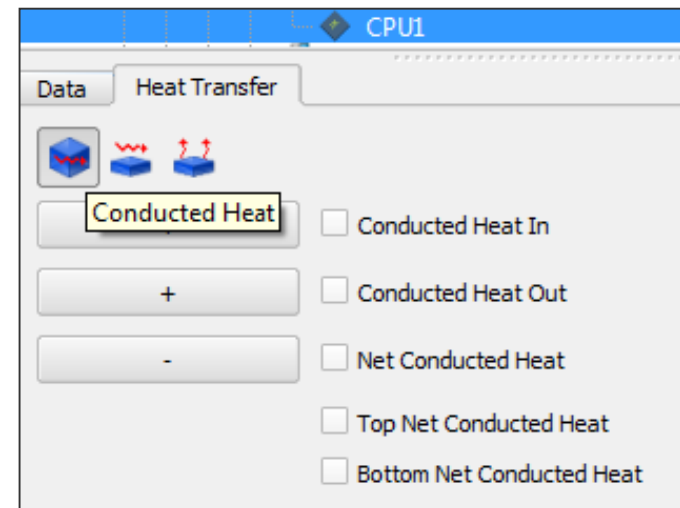 CPU1
Data Heat Transfer
Conducted Heat
Conducted Heat In
+ Conducted Heat Out
- Net Conducted Heat
Top Net Conducted Heat
Bottom Net Conducted Heat